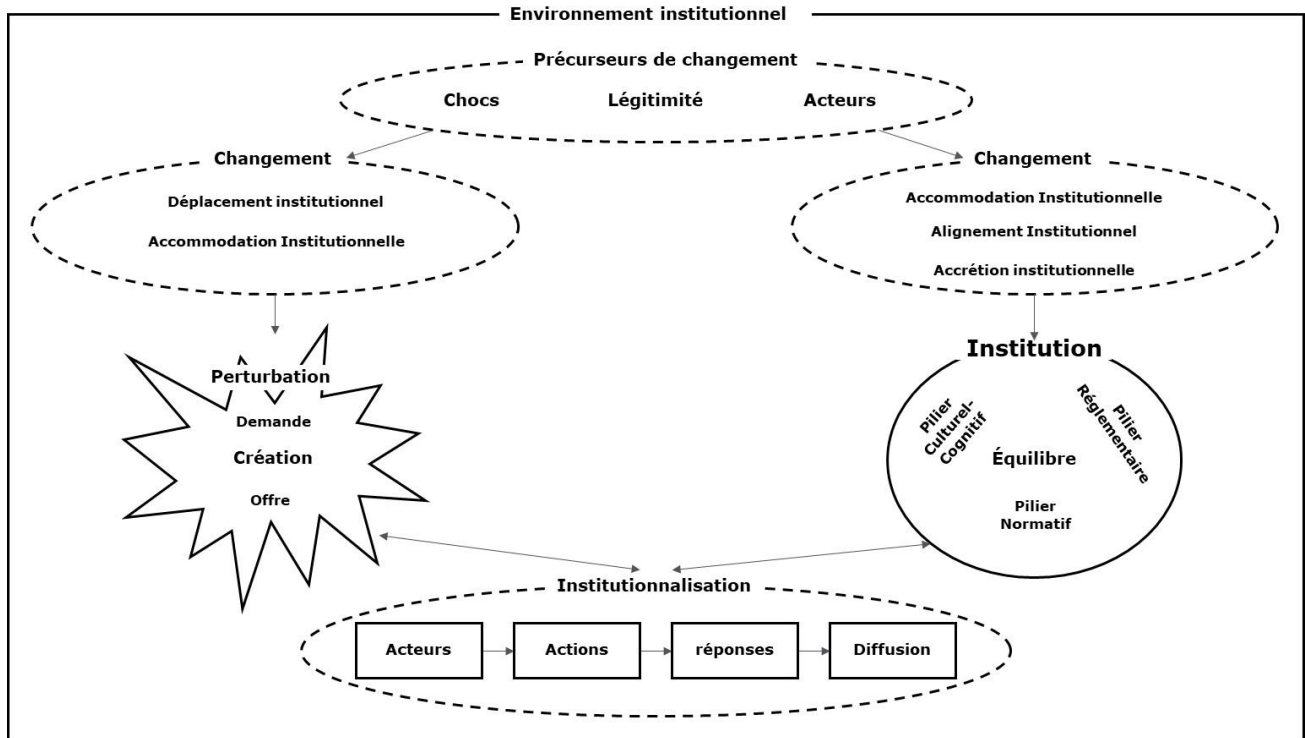 Environnement institutionnel
Précurseurs de changement
Chocs Légitimité Acteurs
Changement
Déplacement institutionnel
Accommodation Institutionnelle
Changement
Accommodation Institutionnelle
Alignement Institutionnel
Accrétion institutionnelle
Perturbation
Demande
Création
Offre
Institution
Pilier
Culturel-
Cognitif
Pilier
Réglementaire
Équilibre
Pilier
Normatif
Institutionnalisation
Acteurs
Actions
réponses
Diffusion